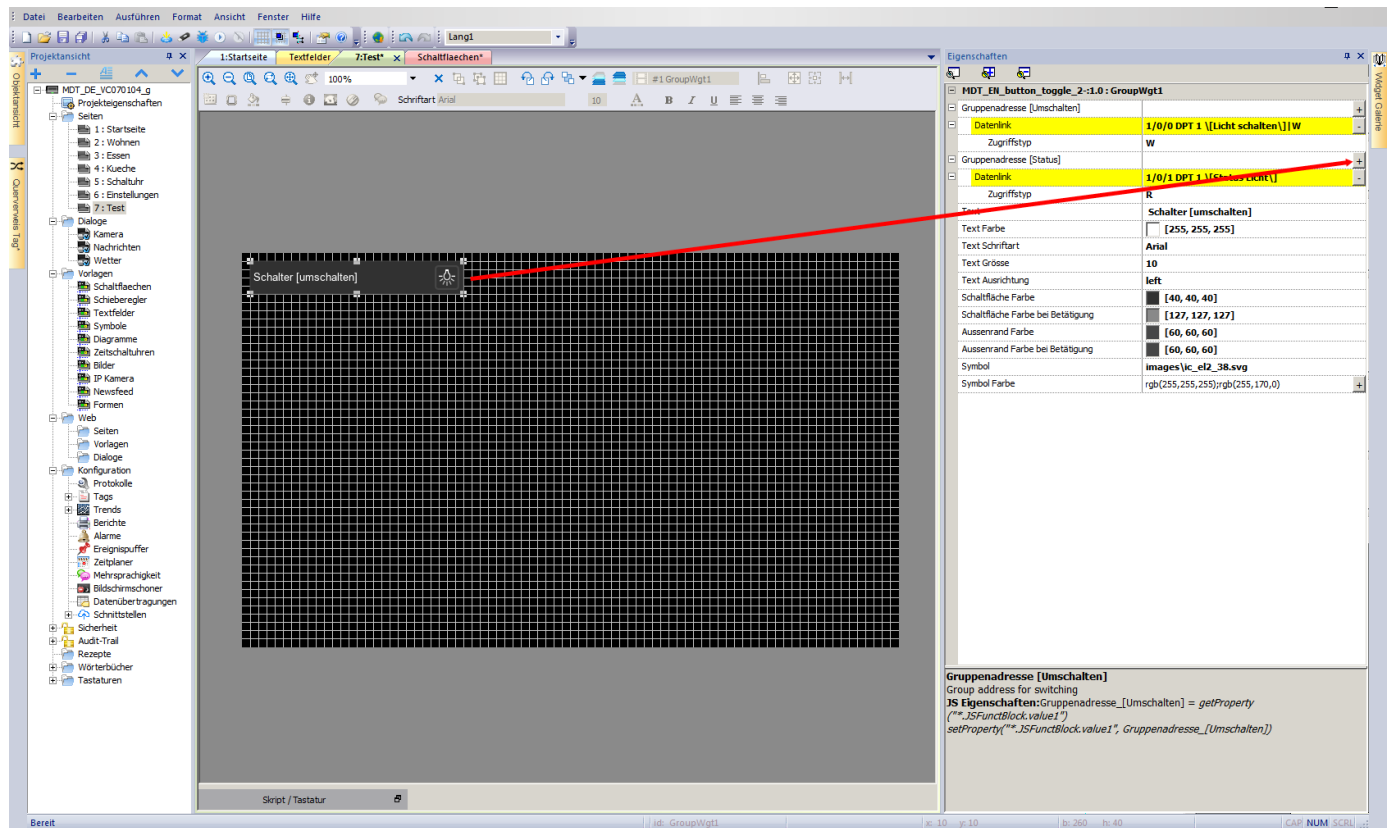 Datei Bearbeiten Ausführen Format Ansicht Fenster Hilfe
Lang1
Projektansicht
1:Startseite Textfelder 7:Test* x Schaltflaechen*
Eigenschaften
100%
#1 GroupWgt1
Schriftart Arial 10 A B I U
Objektansicht
Querverweis Tag*
Widget Galerie
MDT_DE_VC070104_g
Projekteigenschaften
Seiten
1 : Startseite
2 : Wohnen
3 : Essen
4 : Kueche
5 : Schaltuhr
6 : Einstellungen
7 : Test
Dialoge
Kamera
Nachrichten
Wetter
Vorlagen
Schaltflaechen
Schieberegler
Textfelder
Symbole
Diagramme
Zeitschaltuhren
Bilder
IP Kamera
Newsfeed
Formen
Web
Seiten
Vorlagen
Dialoge
Konfiguration
Protokolle
Tags
Trends
Berichte
Alarme
Ereignispuffer
Zeitplaner
Mehrsprachigkeit
Bildschirmschoner
Datenübertragungen
Schnittstellen
Sicherheit
Audit-Trail
Rezepte
Wörterbücher
Tastaturen
Schalter [umschalten]
Skript / Tastatur
MDT_EN_button_toggle_2-:1.0 : GroupWgt1
Gruppenadresse [Umschalten] +
Datenlink 1/0/0 DPT 1 \[Licht schalten\]|W -
Zugriffstyp W
Gruppenadresse [Status] +
Datenlink 1/0/1 DPT 1 \[Status Licht\] -
Zugriffstyp R
Text Schalter [umschalten]
Text Farbe [255, 255, 255]
Text Schriftart Arial
Text Grösse 10
Text Ausrichtung left
Schaltfläche Farbe [40, 40, 40]
Schaltfläche Farbe bei Betätigung [127, 127, 127]
Aussenrand Farbe [60, 60, 60]
Aussenrand Farbe bei Betätigung [60, 60, 60]
Symbol images\ic_el2_38.svg
Symbol Farbe rgb(255,255,255);rgb(255,170,0) +
Gruppenadresse [Umschalten]
Group address for switching
JS Eigenschaften:Gruppenadresse_[Umschalten] = getProperty
("*.JSFunctBlock.value1")
setProperty("*.JSFunctBlock.value1", Gruppenadresse_[Umschalten])
Bereit id: GroupWgt1 x: 10 y: 10 b: 260 h: 40 CAP NUM SCRL